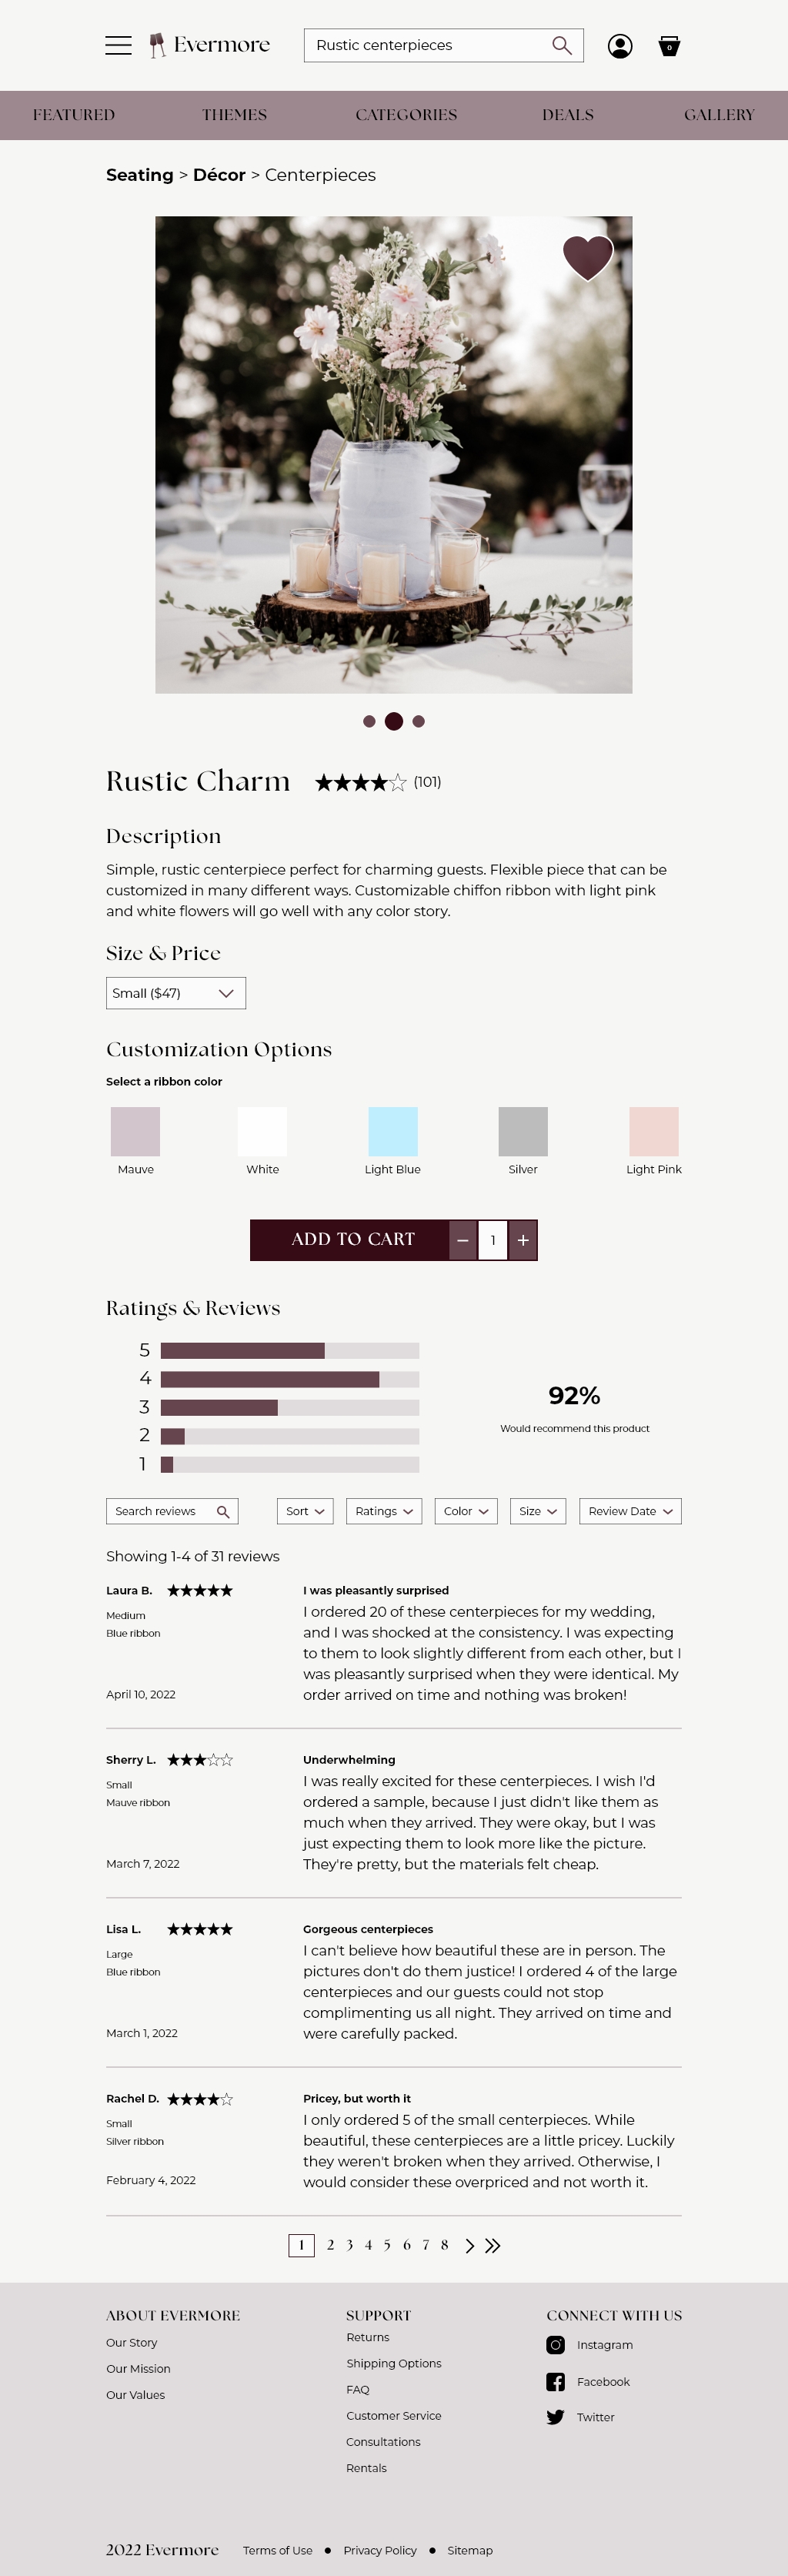 Evermore
Rustic centerpieces
0
FEATURED THEMES CATEGORIES DEALS GALLERY
Seating > Décor > Centerpieces
Rustic Charm (101)
Description
Simple, rustic centerpiece perfect for charming guests. Flexible piece that can be
customized in many different ways. Customizable chiffon ribbon with light pink
and white flowers will go well with any color story.
Size & Price
Small ($47)
Customization Options
Select a ribbon color
Mauve White Light Blue Silver Light Pink
ADD TO CART − 1 +
Ratings & Reviews
5
4
3
2
1
92%
Would recommend this product
Search reviews Sort Ratings Color Size Review Date
Showing 1-4 of 31 reviews
Laura B.
Medium
Blue ribbon
April 10, 2022
I was pleasantly surprised
I ordered 20 of these centerpieces for my wedding,
and I was shocked at the consistency. I was expecting
to them to look slightly different from each other, but I
was pleasantly surprised when they were identical. My
order arrived on time and nothing was broken!
Sherry L.
Small
Mauve ribbon
March 7, 2022
Underwhelming
I was really excited for these centerpieces. I wish I'd
ordered a sample, because I just didn't like them as
much when they arrived. They were okay, but I was
just expecting them to look more like the picture.
They're pretty, but the materials felt cheap.
Lisa L.
Large
Blue ribbon
March 1, 2022
Gorgeous centerpieces
I can't believe how beautiful these are in person. The
pictures don't do them justice! I ordered 4 of the large
centerpieces and our guests could not stop
complimenting us all night. They arrived on time and
were carefully packed.
Rachel D.
Small
Silver ribbon
February 4, 2022
Pricey, but worth it
I only ordered 5 of the small centerpieces. While
beautiful, these centerpieces are a little pricey. Luckily
they weren't broken when they arrived. Otherwise, I
would consider these overpriced and not worth it.
1 2 3 4 5 6 7 8
ABOUT EVERMORE
Our Story
Our Mission
Our Values
SUPPORT
Returns
Shipping Options
FAQ
Customer Service
Consultations
Rentals
CONNECT WITH US
Instagram
Facebook
Twitter
2022 Evermore Terms of Use ● Privacy Policy ● Sitemap